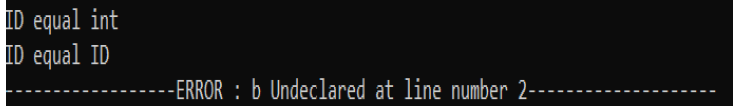 ID equal int
ID equal ID
------------------ERROR : b Undeclared at line number 2--------------------